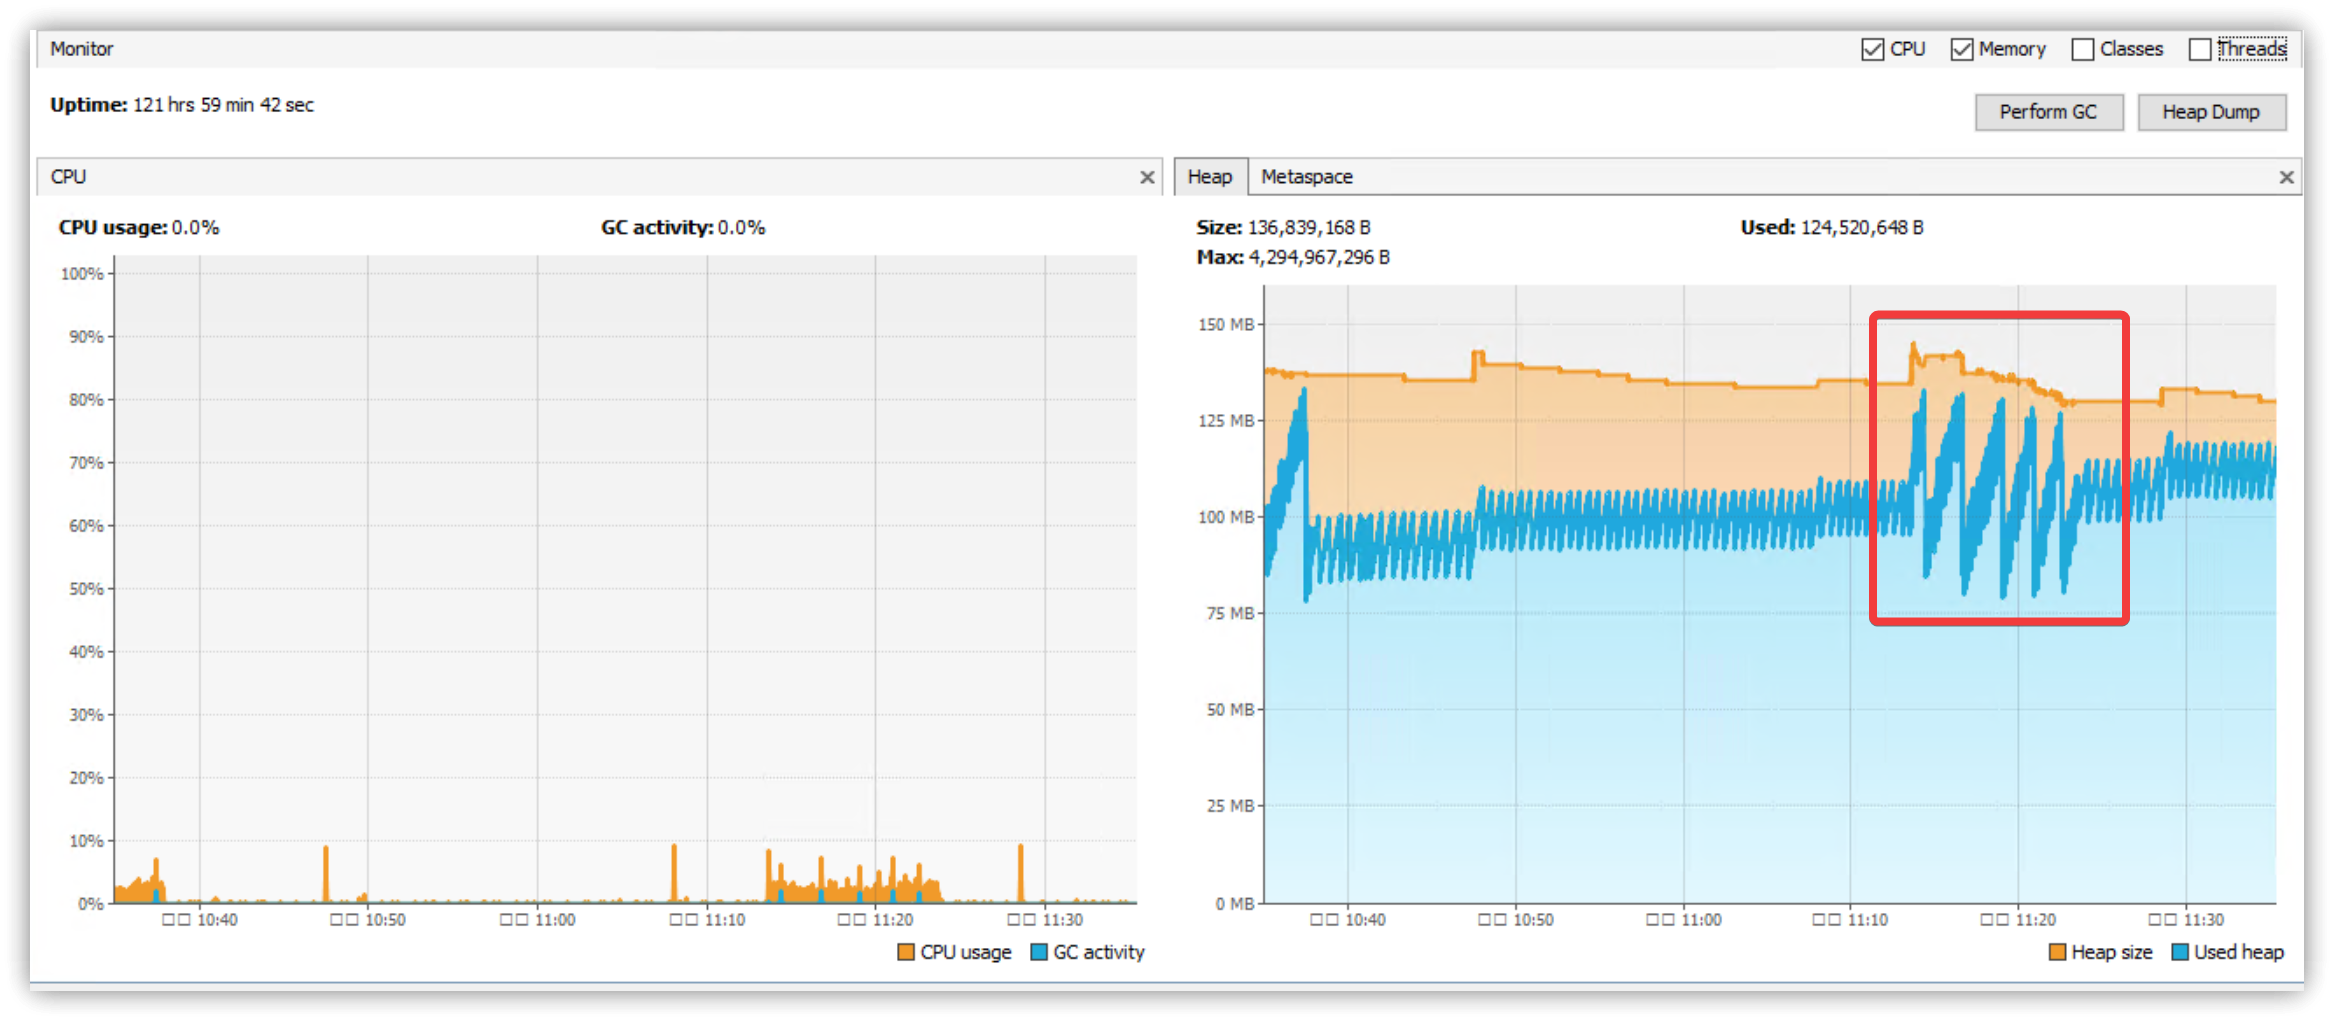 Monitor
CPU Memory Classes Threads
Uptime: 121 hrs 59 min 42 sec
Perform GC Heap Dump
CPU
CPU usage: 0.0% GC activity: 0.0%
100%
90%
80%
70%
60%
50%
40%
30%
20%
10%
0%
10:40 10:50 11:00 11:10 11:20 11:30
CPU usage GC activity
Heap Metaspace
Size: 136,839,168 B Used: 124,520,648 B
Max: 4,294,967,296 B
150 MB
125 MB
100 MB
75 MB
50 MB
25 MB
0 MB
10:40 10:50 11:00 11:10 11:20 11:30
Heap size Used heap